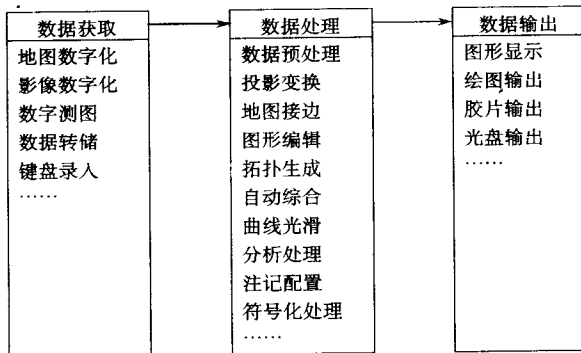 数据获取
地图数字化
影像数字化
数字测图
数据转储
键盘录入
……
数据处理
数据预处理
投影变换
地图接边
图形编辑
拓扑生成
自动综合
曲线光滑
分析处理
注记配置
符号化处理
……
数据输出
图形显示
绘图输出
胶片输出
光盘输出
……